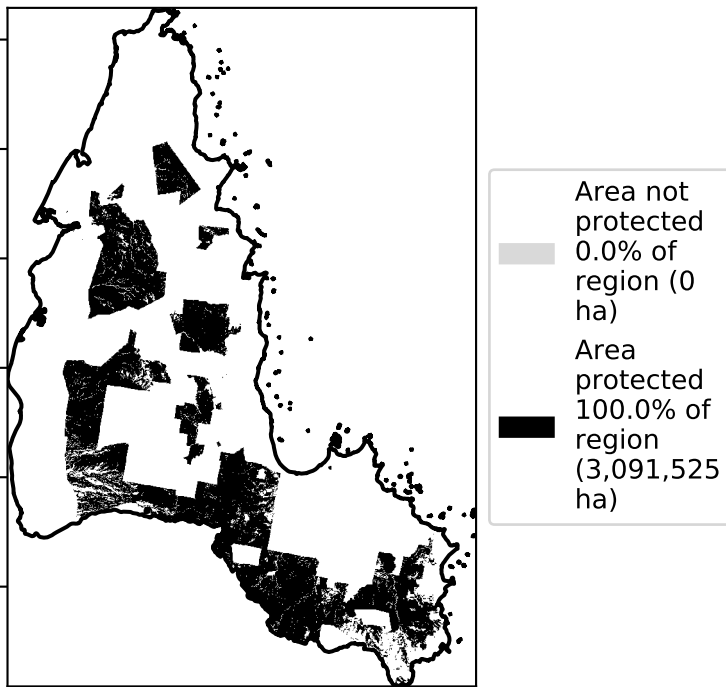 Area not
protected
0.0% of
region (0
ha)
Area
protected
100.0% of
region
(3,091,525
ha)